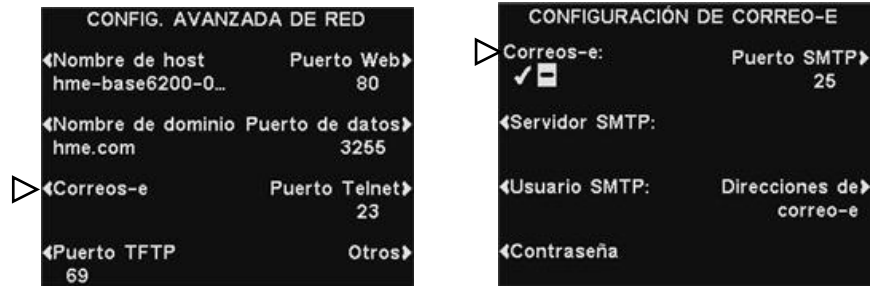 CONFIG. AVANZADA DE RED
Nombre de host Puerto Web
hme-base6200-0… 80
Nombre de dominio Puerto de datos
hme.com 3255
Correos-e Puerto Telnet
23
Puerto TFTP Otros
69
CONFIGURACIÓN DE CORREO-E
Correos-e: Puerto SMTP
25
Servidor SMTP:
Usuario SMTP: Direcciones de
correo-e
Contraseña